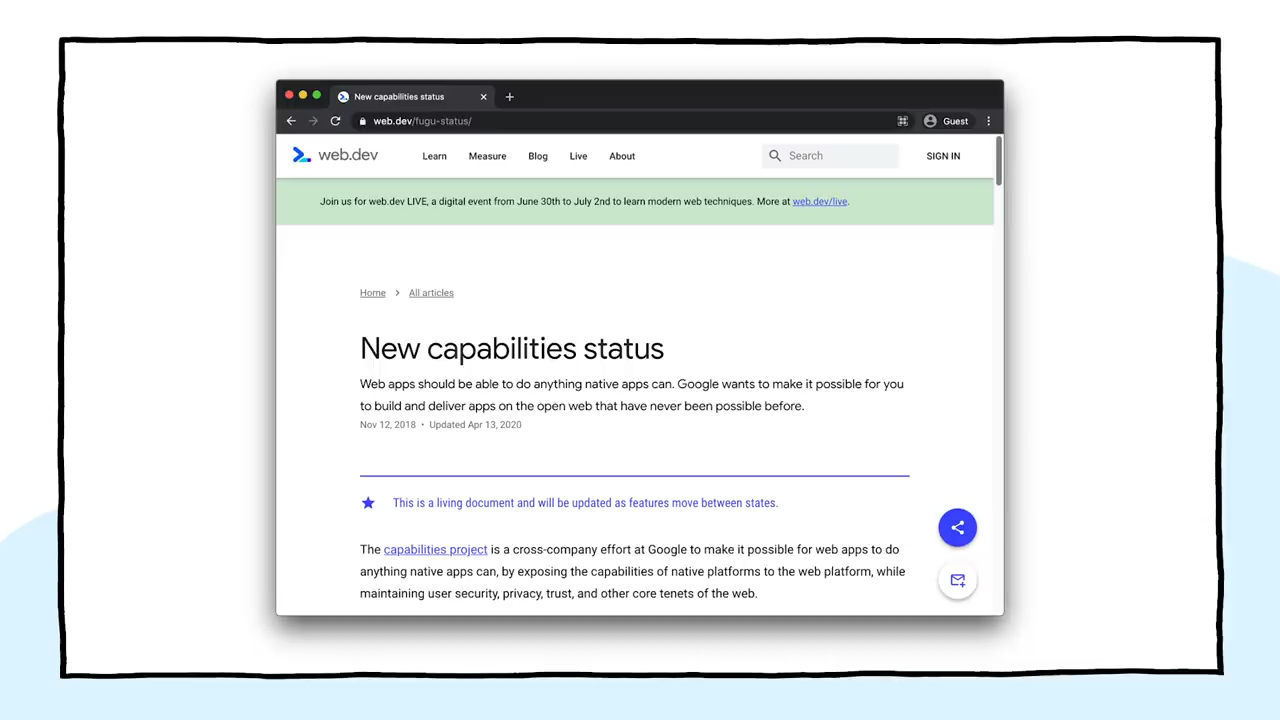 New capabilities status
web.dev/fugu-status/
Guest
web.dev
Learn
Measure
Blog
Live
About
Search
SIGN IN
Join us for web.dev LIVE, a digital event from June 30th to July 2nd to learn modern web techniques. More at web.dev/live.
Home > All articles
New capabilities status
Web apps should be able to do anything native apps can. Google wants to make it possible for you
to build and deliver apps on the open web that have never been possible before.
Nov 12, 2018 • Updated Apr 13, 2020
This is a living document and will be updated as features move between states.
The capabilities project is a cross-company effort at Google to make it possible for web apps to do
anything native apps can, by exposing the capabilities of native platforms to the web platform, while
maintaining user security, privacy, trust, and other core tenets of the web.